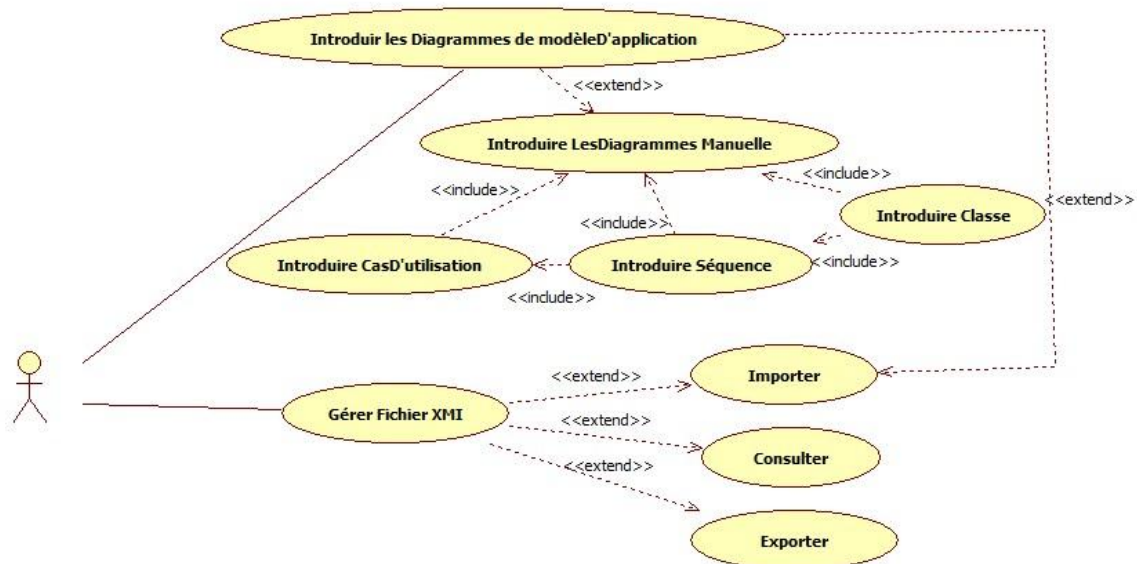 Introduir les Diagrammes de modèleD'application
<<extend>>
Introduire LesDiagrammes Manuelle
<<include>>
<<include>>
<<extend>>
Introduire Classe
<<include>>
Introduire CasD'utilisation
Introduire Séquence
<<include>>
<<include>>
<<extend>>
Importer
Gérer Fichier XMI
<<extend>>
Consulter
<<extend>>
Exporter